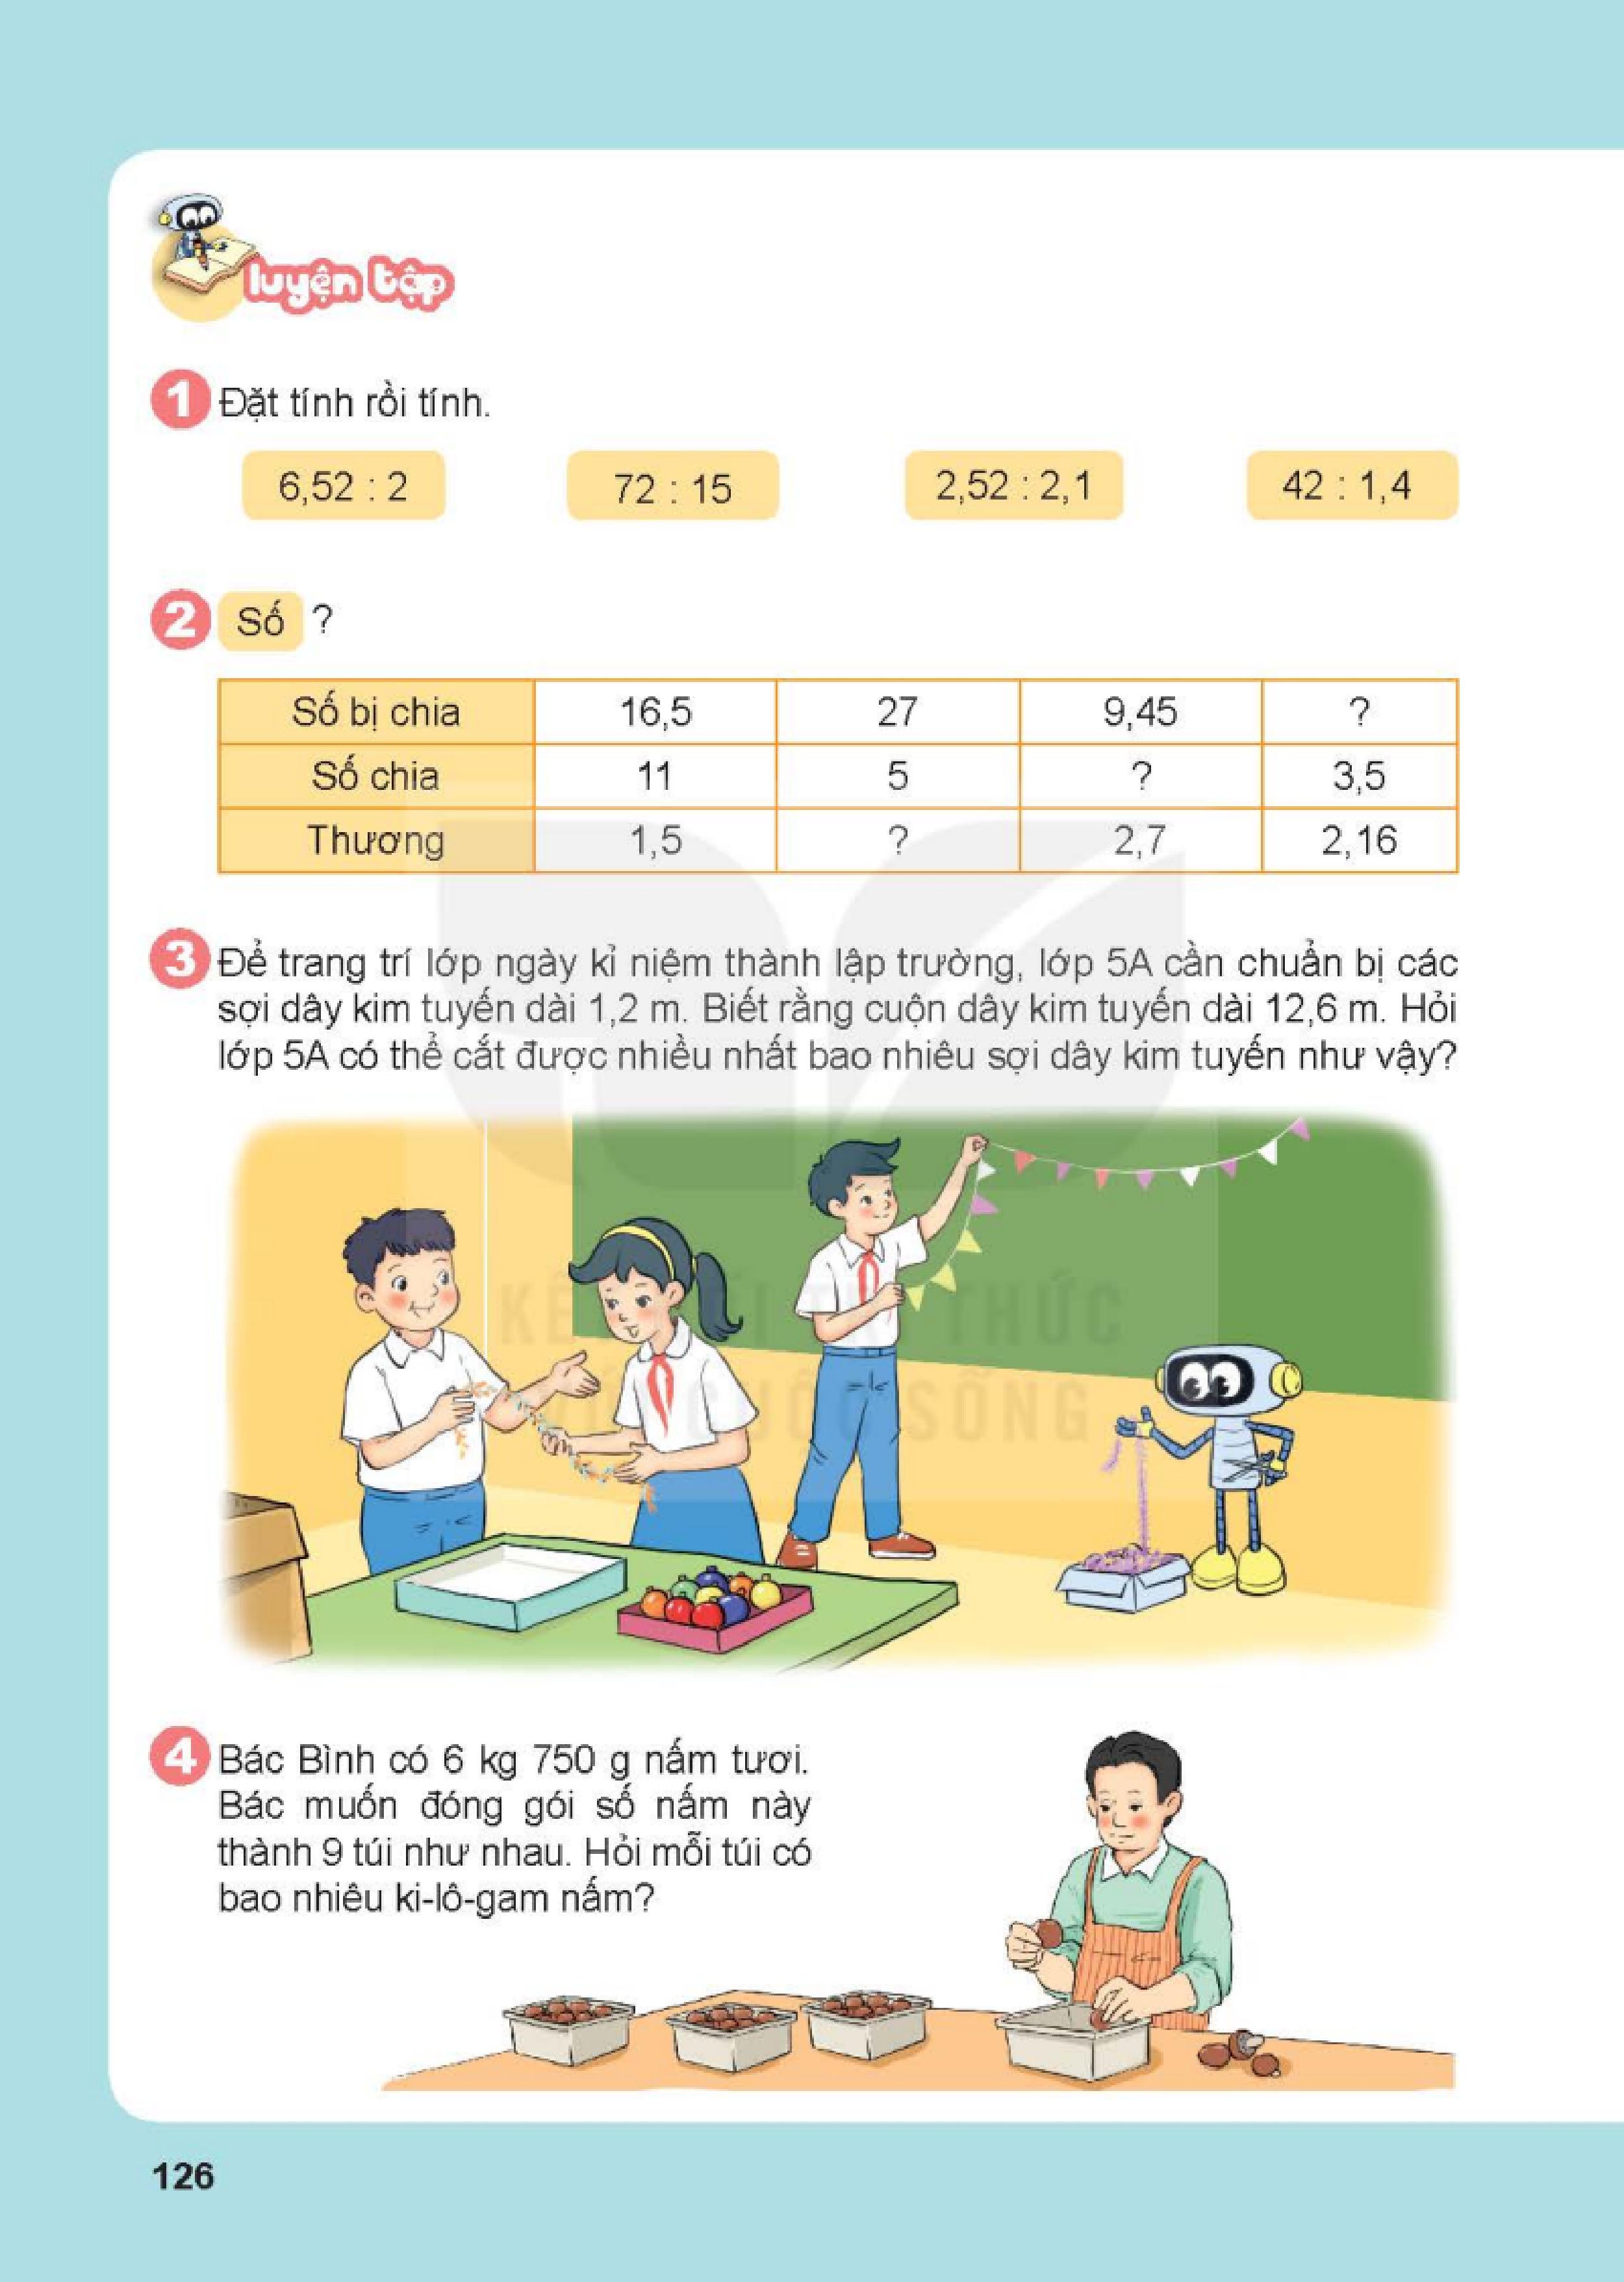 luyện tập
1 Đặt tính rồi tính.
6,52 : 2 72 : 15 2,52 : 2,1 42 : 1,4
2 Số ?
Số bị chia 16,5 27 9,45 ?
Số chia 11 5 ? 3,5
Thương 1,5 ? 2,7 2,16
3 Để trang trí lớp ngày kỉ niệm thành lập trường, lớp 5A cần chuẩn bị các
sợi dây kim tuyến dài 1,2 m. Biết rằng cuộn dây kim tuyến dài 12,6 m. Hỏi
lớp 5A có thể cắt được nhiều nhất bao nhiêu sợi dây kim tuyến như vậy?
THỨC
CUỘC SỐNG
4 Bác Bình có 6 kg 750 g nấm tươi.
Bác muốn đóng gói số nấm này
thành 9 túi như nhau. Hỏi mỗi túi có
bao nhiêu ki-lô-gam nấm?
126